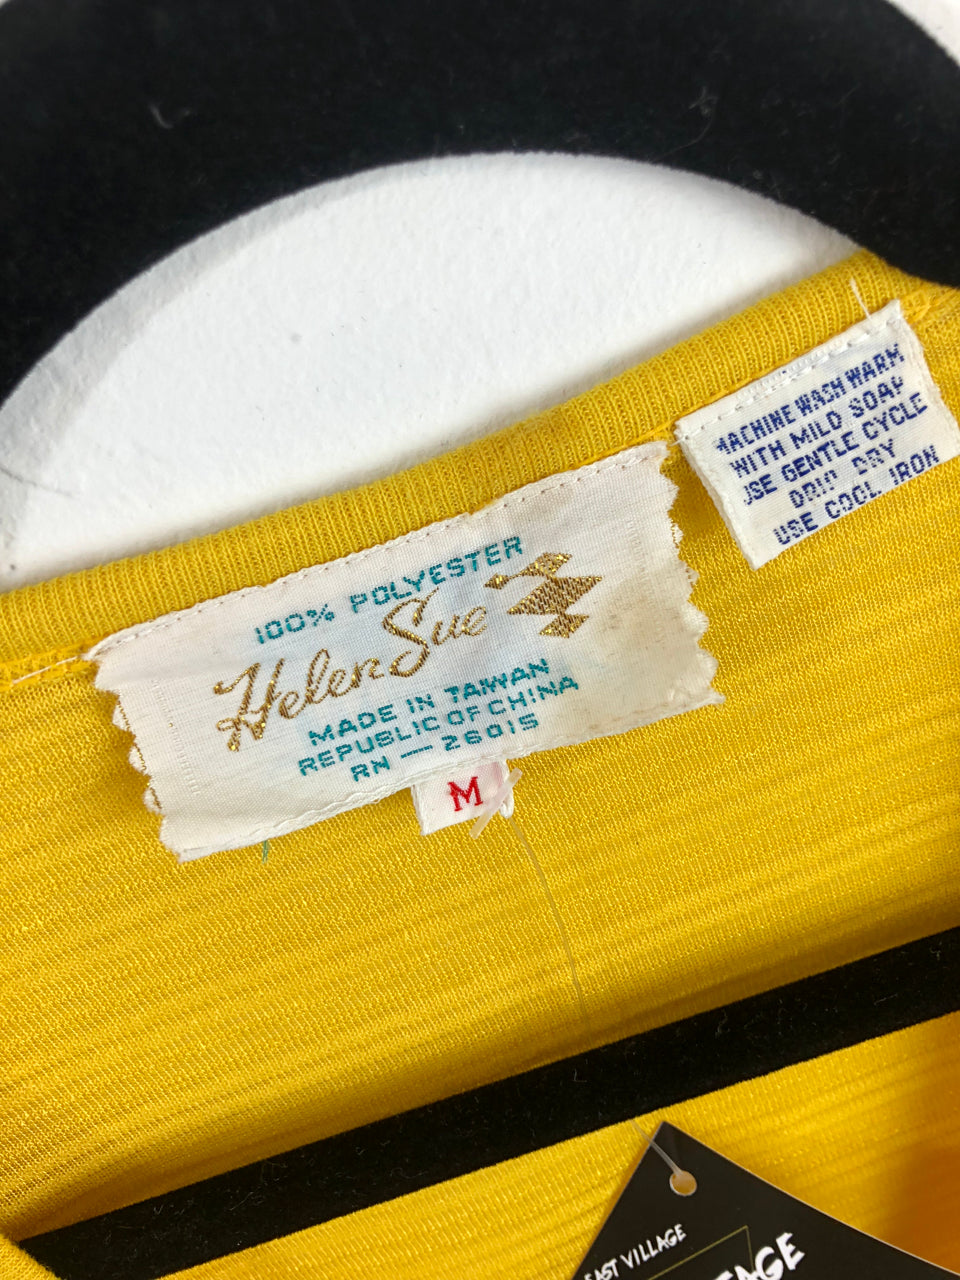 100% POLYESTER
Helen Sue
MADE IN TAIWAN
REPUBLIC OF CHINA
RN — 26015
M
MACHINE WASH WARM
WITH MILD SOAP
USE GENTLE CYCLE
DRIP DRY
USE COOL IRON
EAST VILLAGE